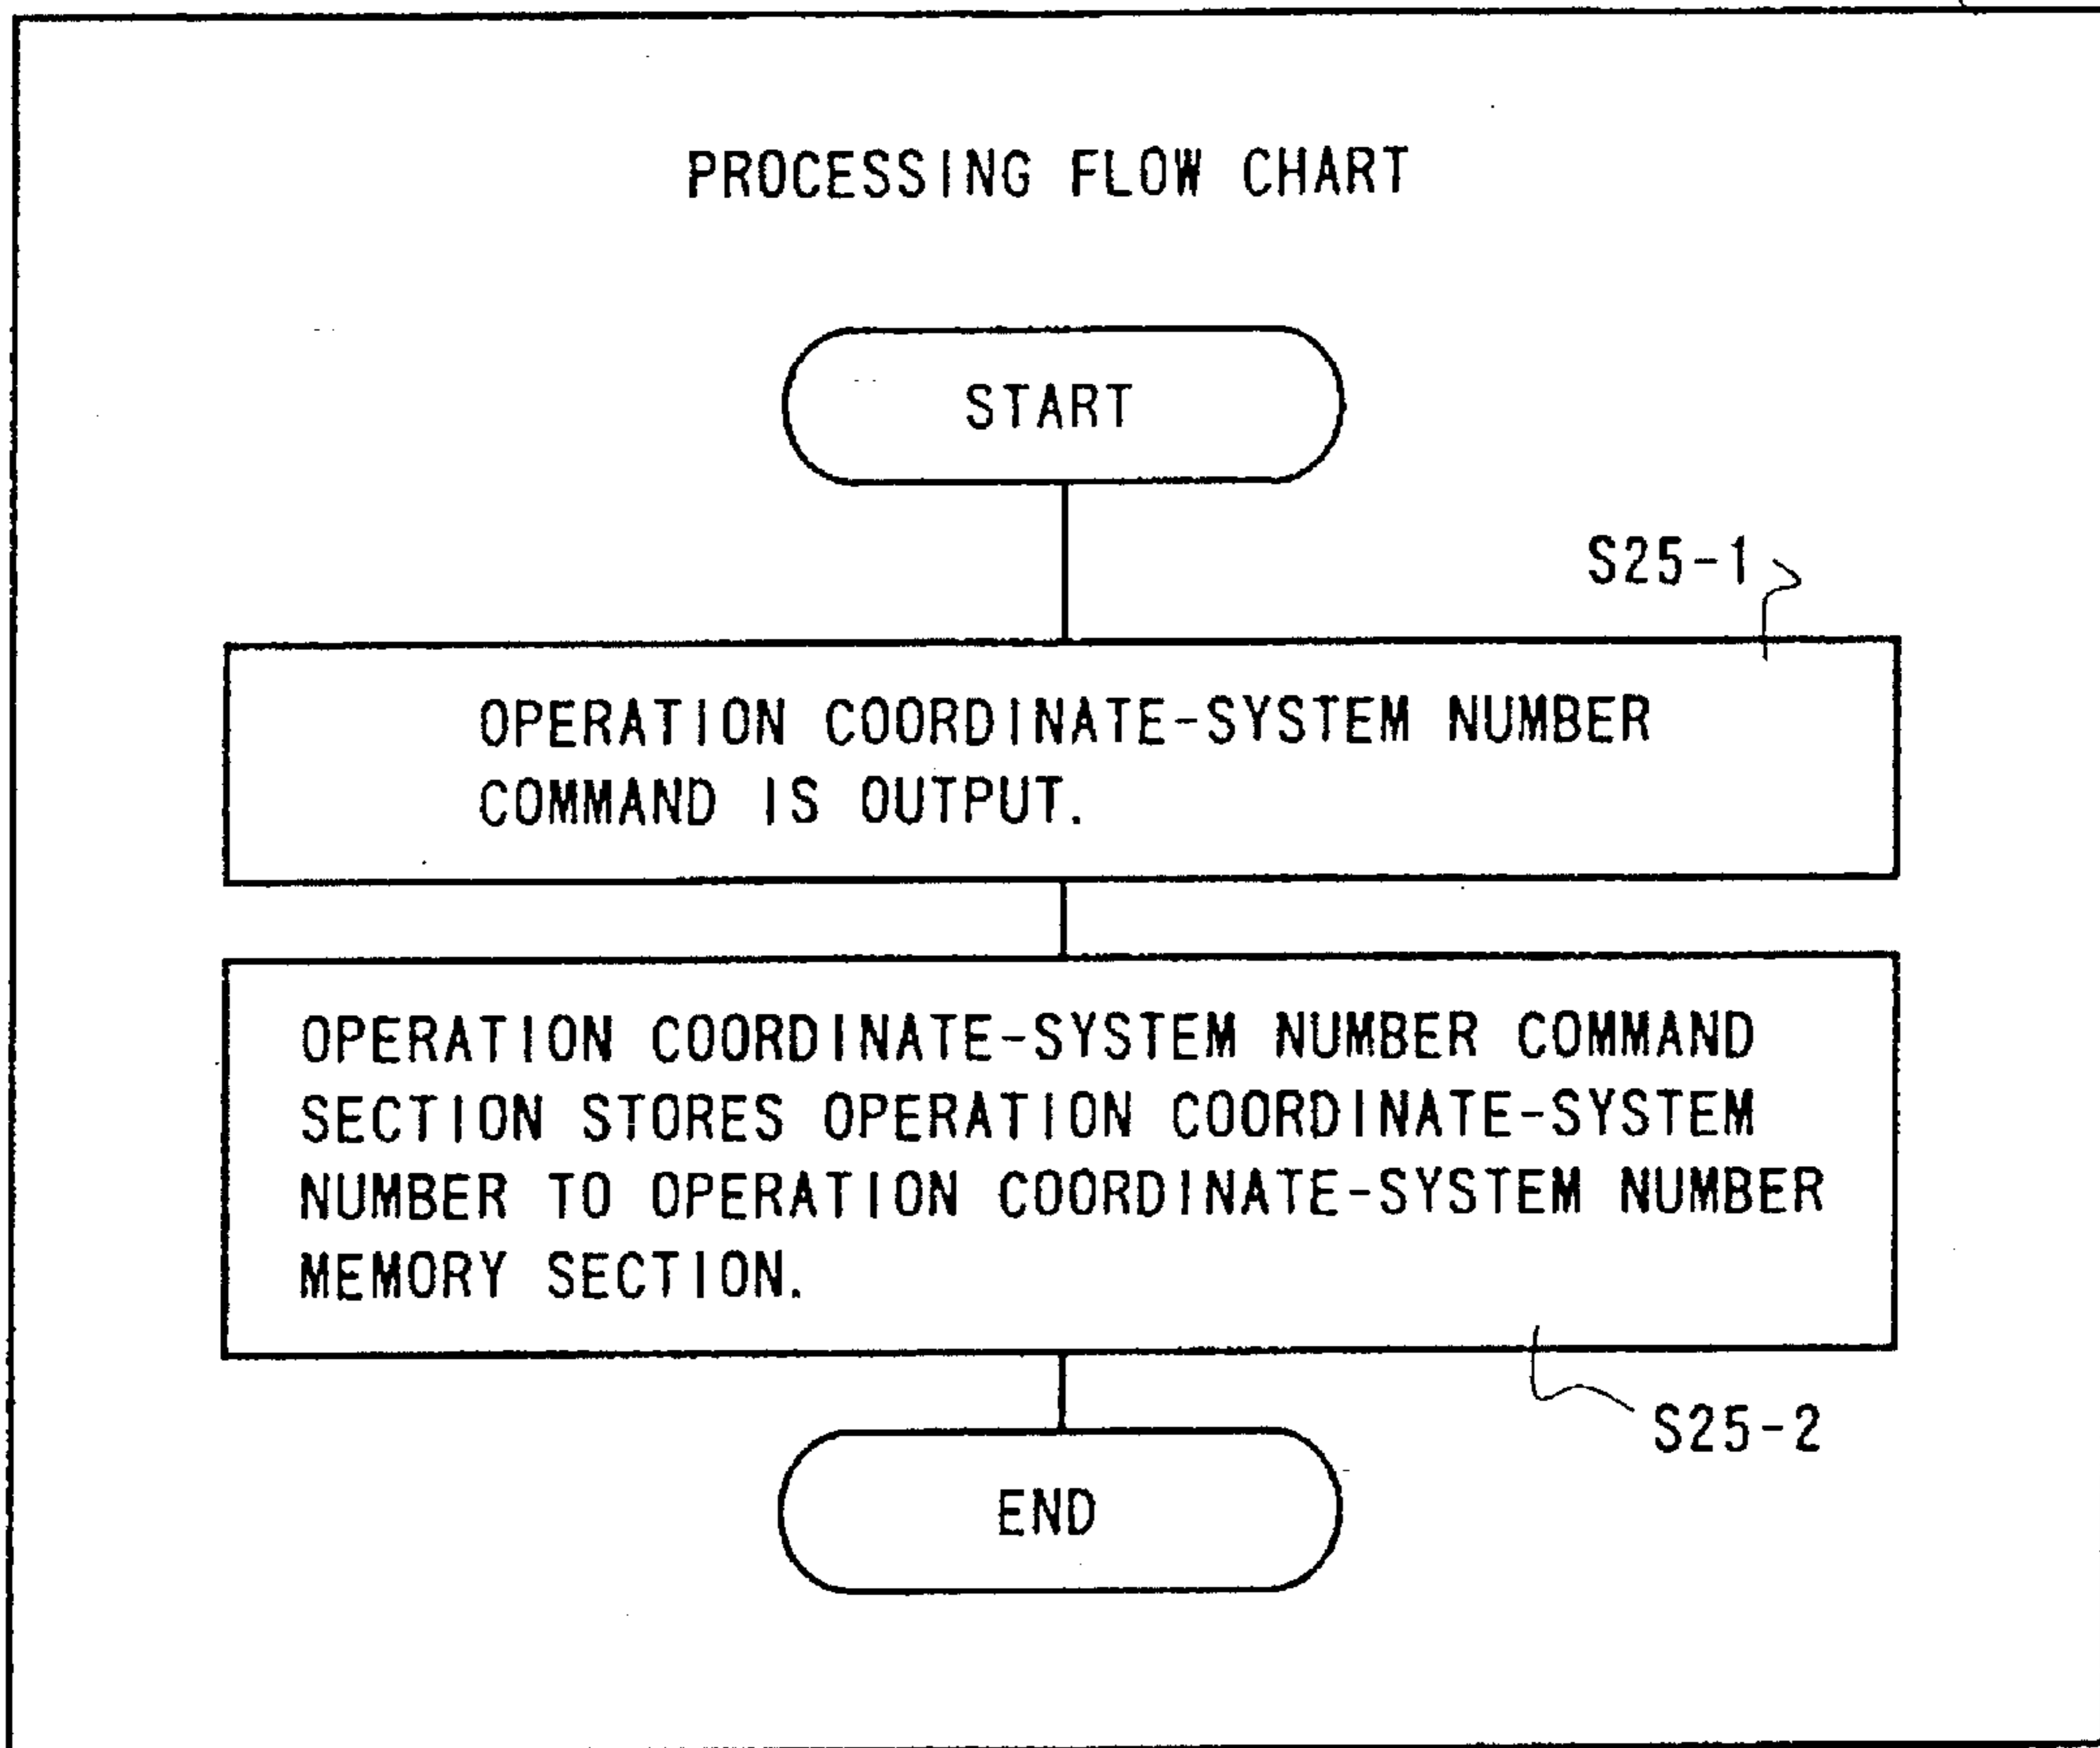 PROCESSING FLOW CHART
START
S25-1
OPERATION COORDINATE-SYSTEM NUMBER
COMMAND IS OUTPUT.
OPERATION COORDINATE-SYSTEM NUMBER COMMAND
SECTION STORES OPERATION COORDINATE-SYSTEM
NUMBER TO OPERATION COORDINATE-SYSTEM NUMBER
MEMORY SECTION.
S25-2
END